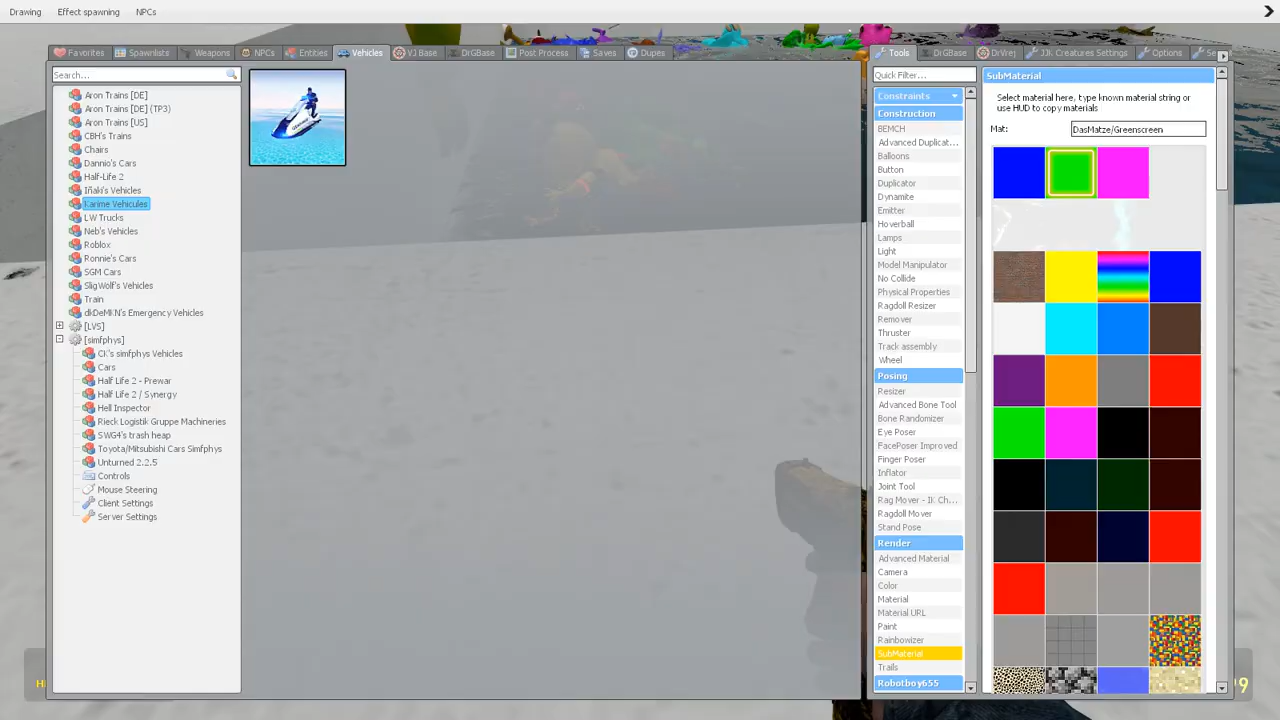 Drawing Effect spawning NPCs
Favorites Spawnlists Weapons NPCs Entities Vehicles VJ Base DrGBase Post Process Saves Dupes
Search...
Aron Trains [DE]
Aron Trains [DE] (TP3)
Aron Trains [US]
CBH's Trains
Chairs
Dannio's Cars
Half-Life 2
Iñaki's Vehicles
Karime Vehicules
LW Trucks
Neb's Vehicles
Roblox
Ronnie's Cars
SGM Cars
SligWolf's Vehicles
Train
dkDeMiKiN's Emergency Vehicles
[LVS]
[simfphys]
CK's simfphys Vehicles
Cars
Half Life 2 - Prewar
Half Life 2 / Synergy
Hell Inspector
Rieck Logistik Gruppe Machineries
SWG4's trash heap
Toyota/Mitsubishi Cars Simfphys
Unturned 2.2.5
Controls
Mouse Steering
Client Settings
Server Settings
Tools DrGBase JJK Creatures Settings Options
Quick Filter...
Constraints
Construction
BEMCH
Advanced Duplicat...
Balloons
Button
Duplicator
Dynamite
Emitter
Hoverball
Lamps
Light
Model Manipulator
No Collide
Physical Properties
Ragdoll Resizer
Remover
Thruster
Track assembly
Wheel
Posing
Resizer
Advanced Bone Tool
Bone Randomizer
Eye Poser
FacePoser Improved
Finger Poser
Inflator
Joint Tool
Rag Mover - IK Ch...
Ragdoll Mover
Stand Pose
Render
Advanced Material
Camera
Color
Material
Material URL
Paint
Rainbowizer
SubMaterial
Trails
Robotboy655
SubMaterial
Select material here, type known material string or
use HUD to copy materials
Mat: DasMatze/Greenscreen